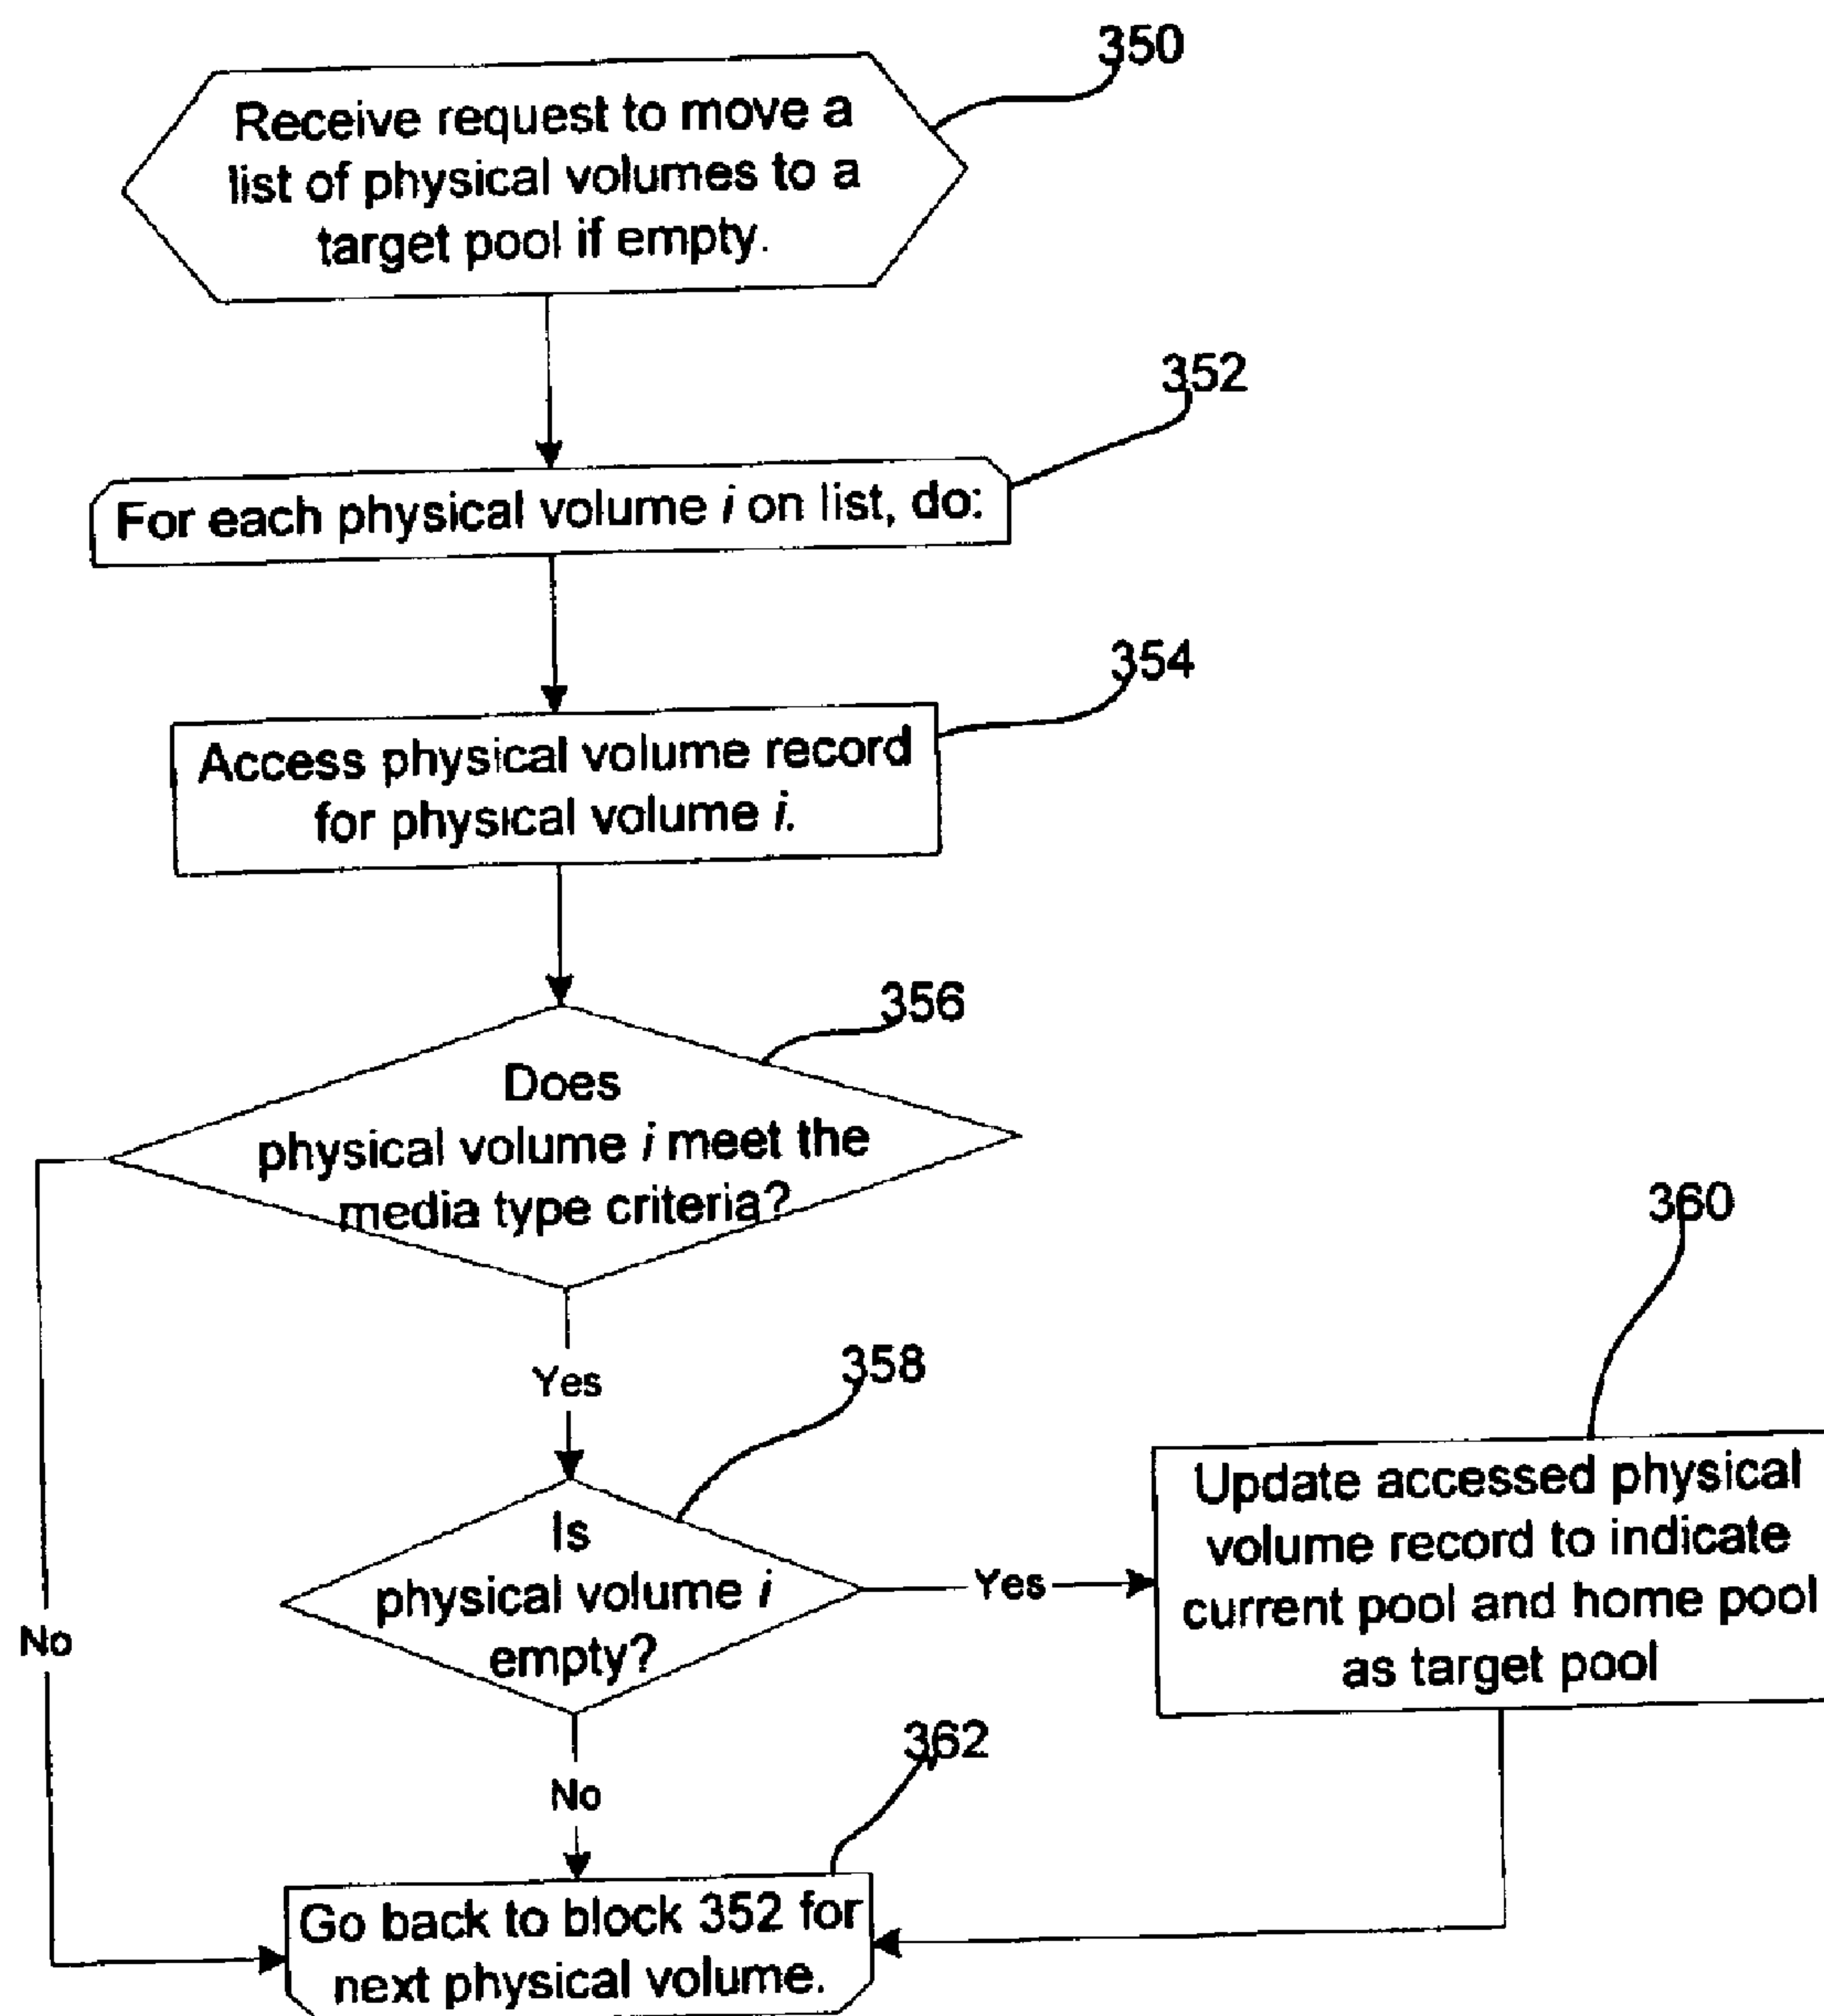 350
Receive request to move a
list of physical volumes to a
target pool if empty.
352
For each physical volume i on list, do:
354
Access physical volume record
for physical volume i.
356
Does
physical volume i meet the
media type criteria?
Yes
No
358
Is
physical volume i
empty?
Yes
No
360
Update accessed physical
volume record to indicate
current pool and home pool
as target pool
362
Go back to block 352 for
next physical volume.